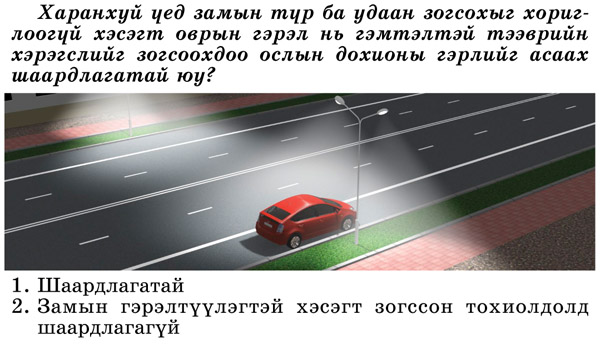 Харанхуй үед замын түр ба удаан зогсохыг хориг-
лоогүй хэсэгт оврын гэрэл нь гэмтэлтэй тээврийн
хэрэгслийг зогсоохдоо ослын дохионы гэрлийг асаах
шаардлагатай юу?
1. Шаардлагатай
2. Замын гэрэлтүүлэгтэй хэсэгт зогссон тохиолдолд
шаардлагагүй